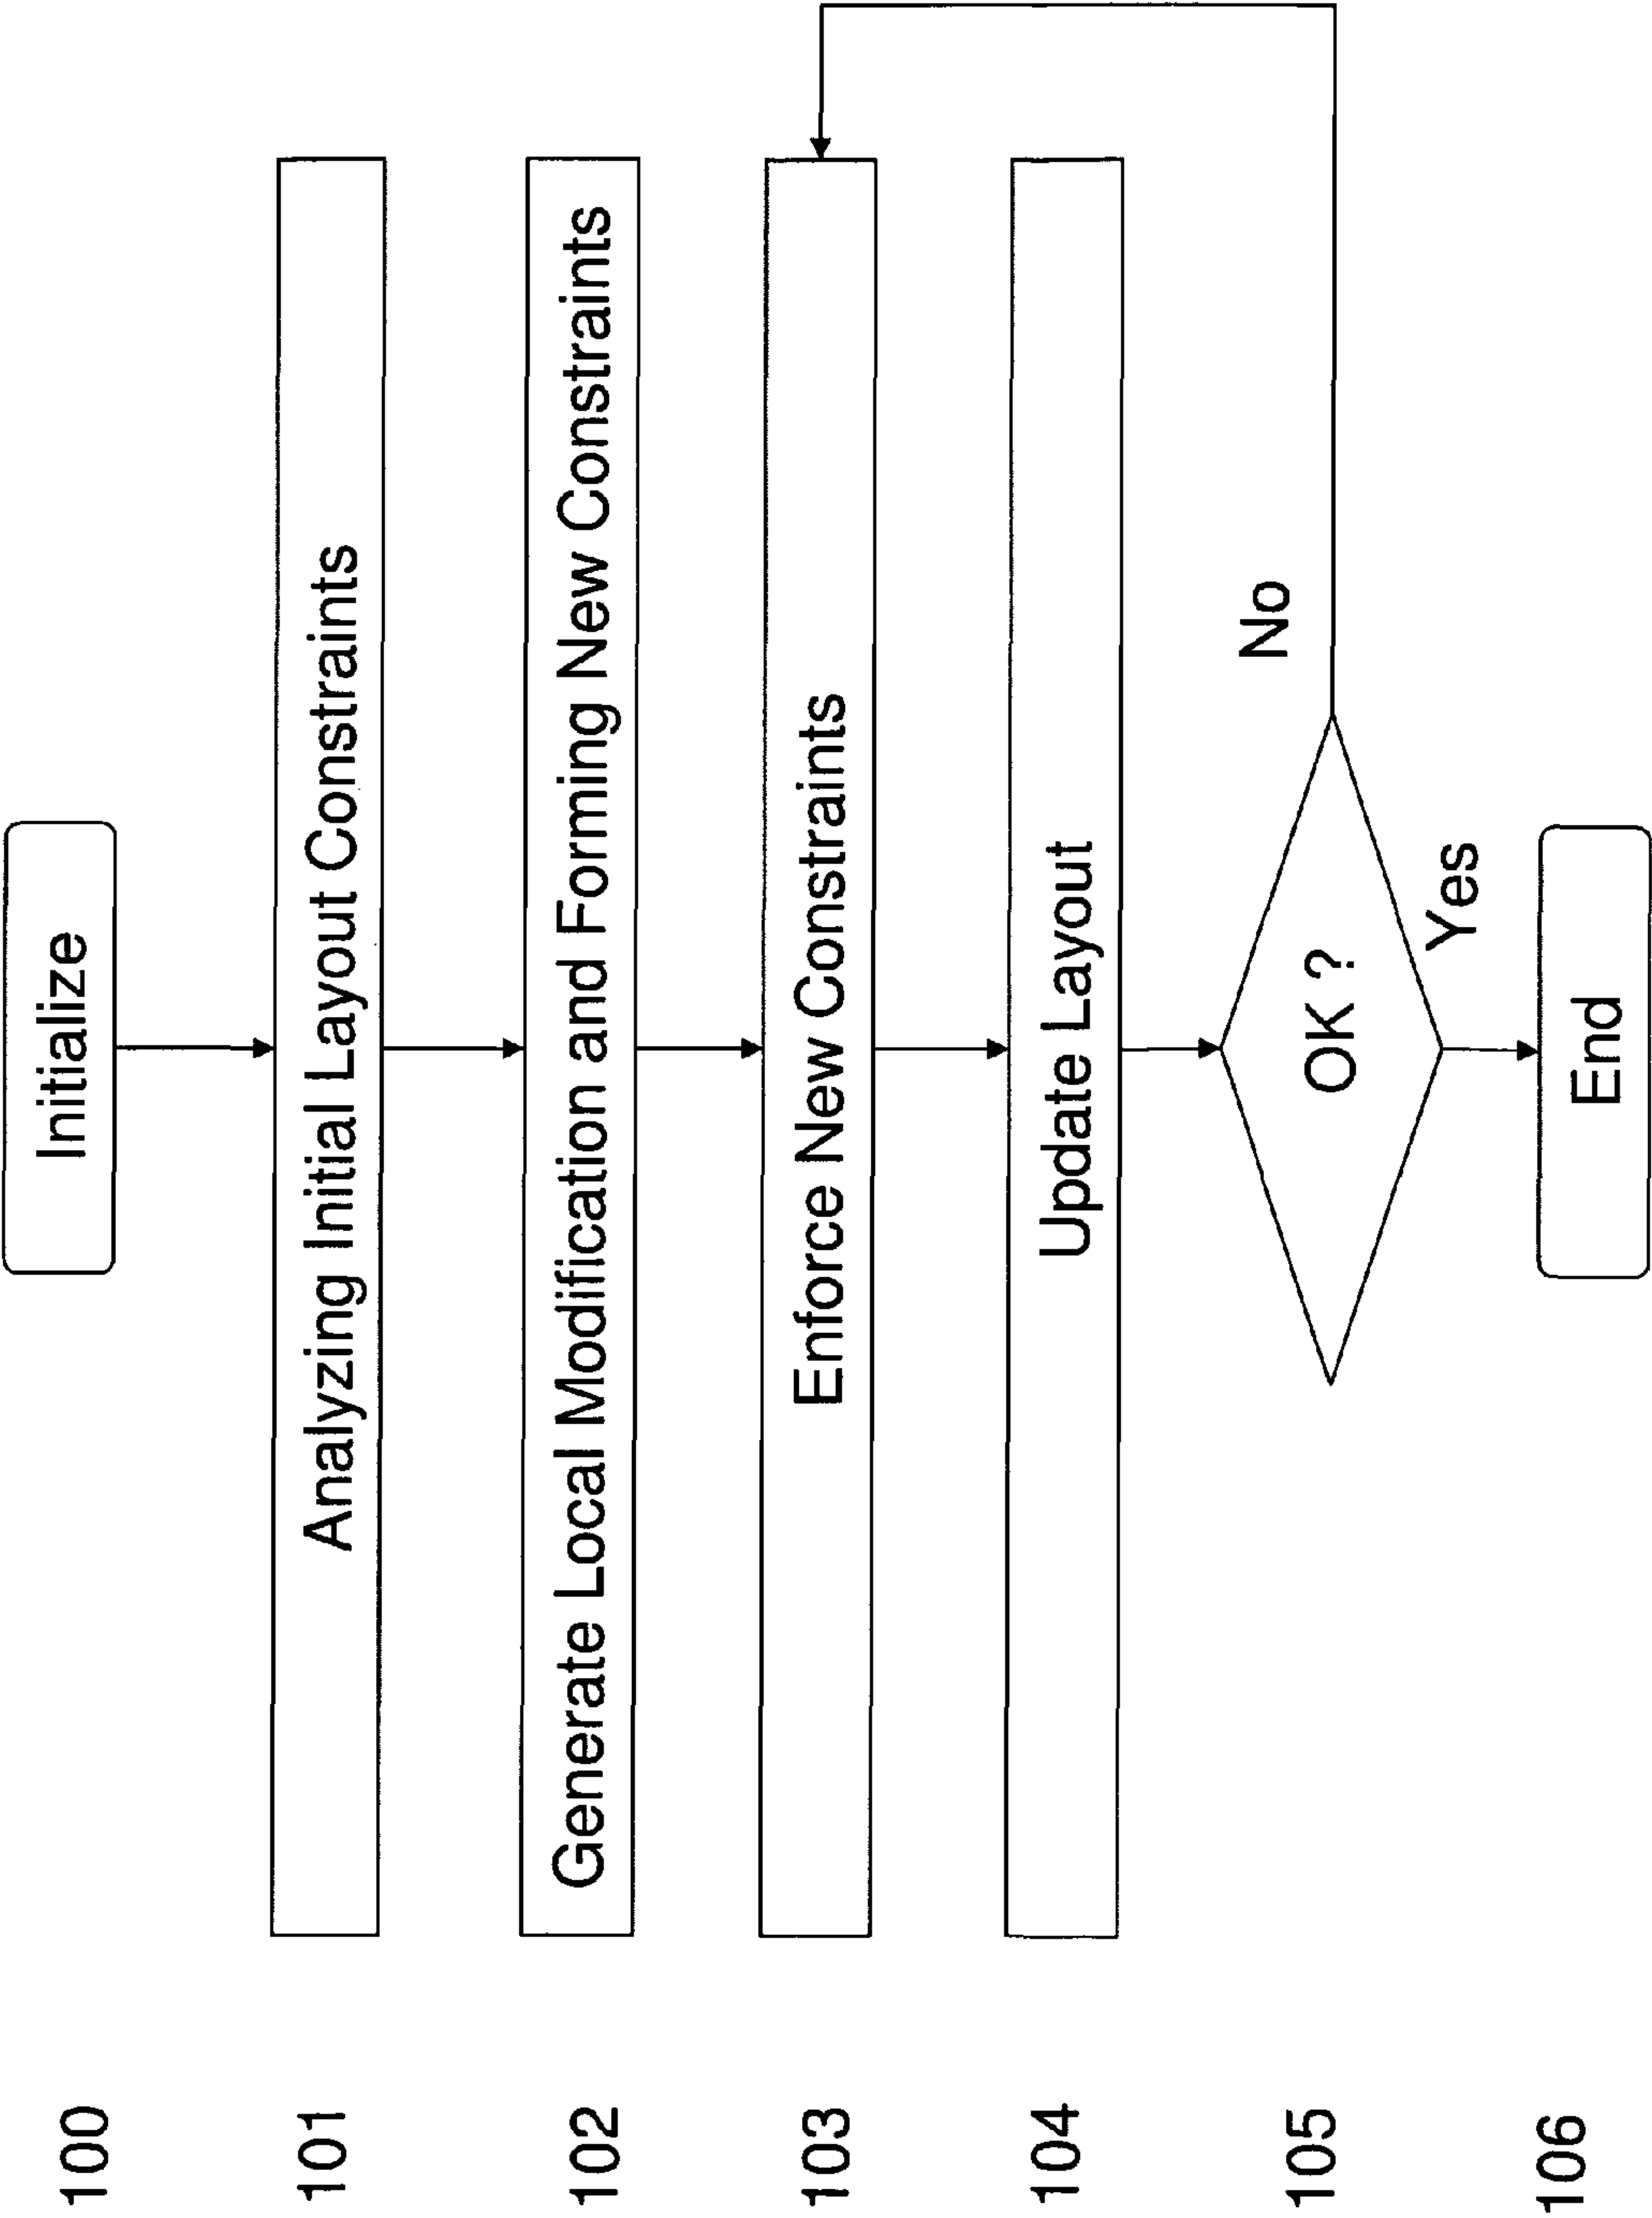 100
Initialize
101
Analyzing Initial Layout Constraints
102
Generate Local Modification and Forming New Constraints
103
Enforce New Constraints
104
Update Layout
105
OK ?
No
Yes
106
End